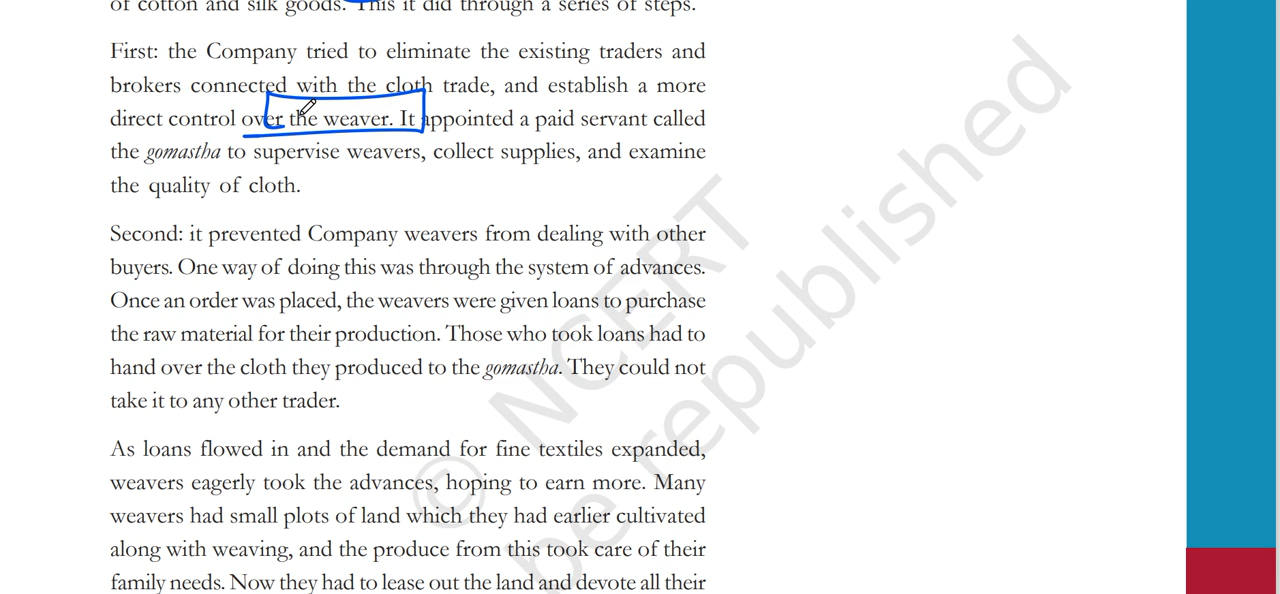 of cotton and silk goods. This it did through a series of steps.
First: the Company tried to eliminate the existing traders and
brokers connected with the cloth trade, and establish a more
direct control over the weaver. It appointed a paid servant called
the gomastha to supervise weavers, collect supplies, and examine
the quality of cloth.
Second: it prevented Company weavers from dealing with other
buyers. One way of doing this was through the system of advances.
Once an order was placed, the weavers were given loans to purchase
the raw material for their production. Those who took loans had to
hand over the cloth they produced to the gomastha. They could not
take it to any other trader.
As loans flowed in and the demand for fine textiles expanded,
weavers eagerly took the advances, hoping to earn more. Many
weavers had small plots of land which they had earlier cultivated
along with weaving, and the produce from this took care of their
family needs. Now they had to lease out the land and devote all their
© NCERT
be republished